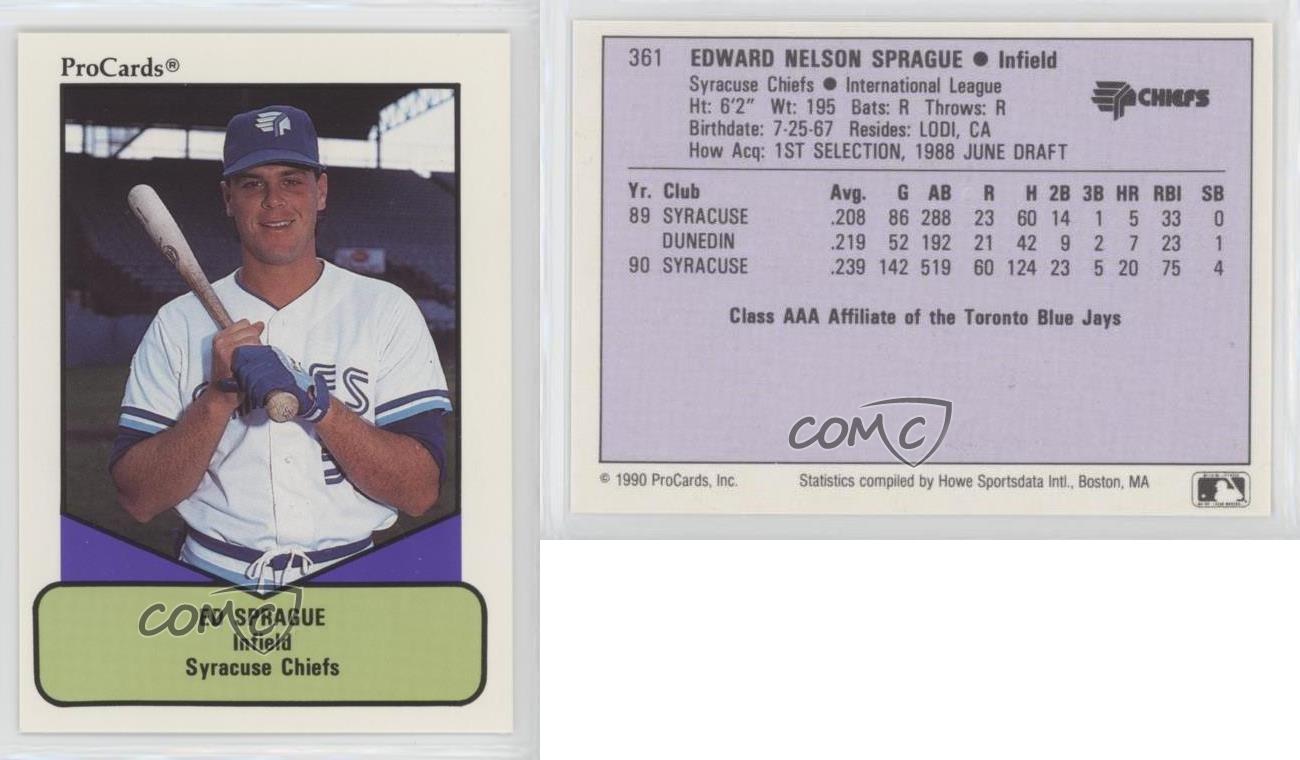 ProCards®
ED SPRAGUE
Infield
Syracuse Chiefs
COMC
361 EDWARD NELSON SPRAGUE ● Infield
Syracuse Chiefs ● International League
Ht: 6'2" Wt: 195 Bats: R Throws: R
Birthdate: 7-25-67 Resides: LODI, CA
How Acq: 1ST SELECTION, 1988 JUNE DRAFT
CHIEFS
Yr. Club Avg. G AB R H 2B 3B HR RBI SB
89 SYRACUSE .208 86 288 23 60 14 1 5 33 0
DUNEDIN .219 52 192 21 42 9 2 7 23 1
90 SYRACUSE .239 142 519 60 124 23 5 20 75 4
Class AAA Affiliate of the Toronto Blue Jays
COMC
© 1990 ProCards, Inc. Statistics compiled by Howe Sportsdata Intl., Boston, MA